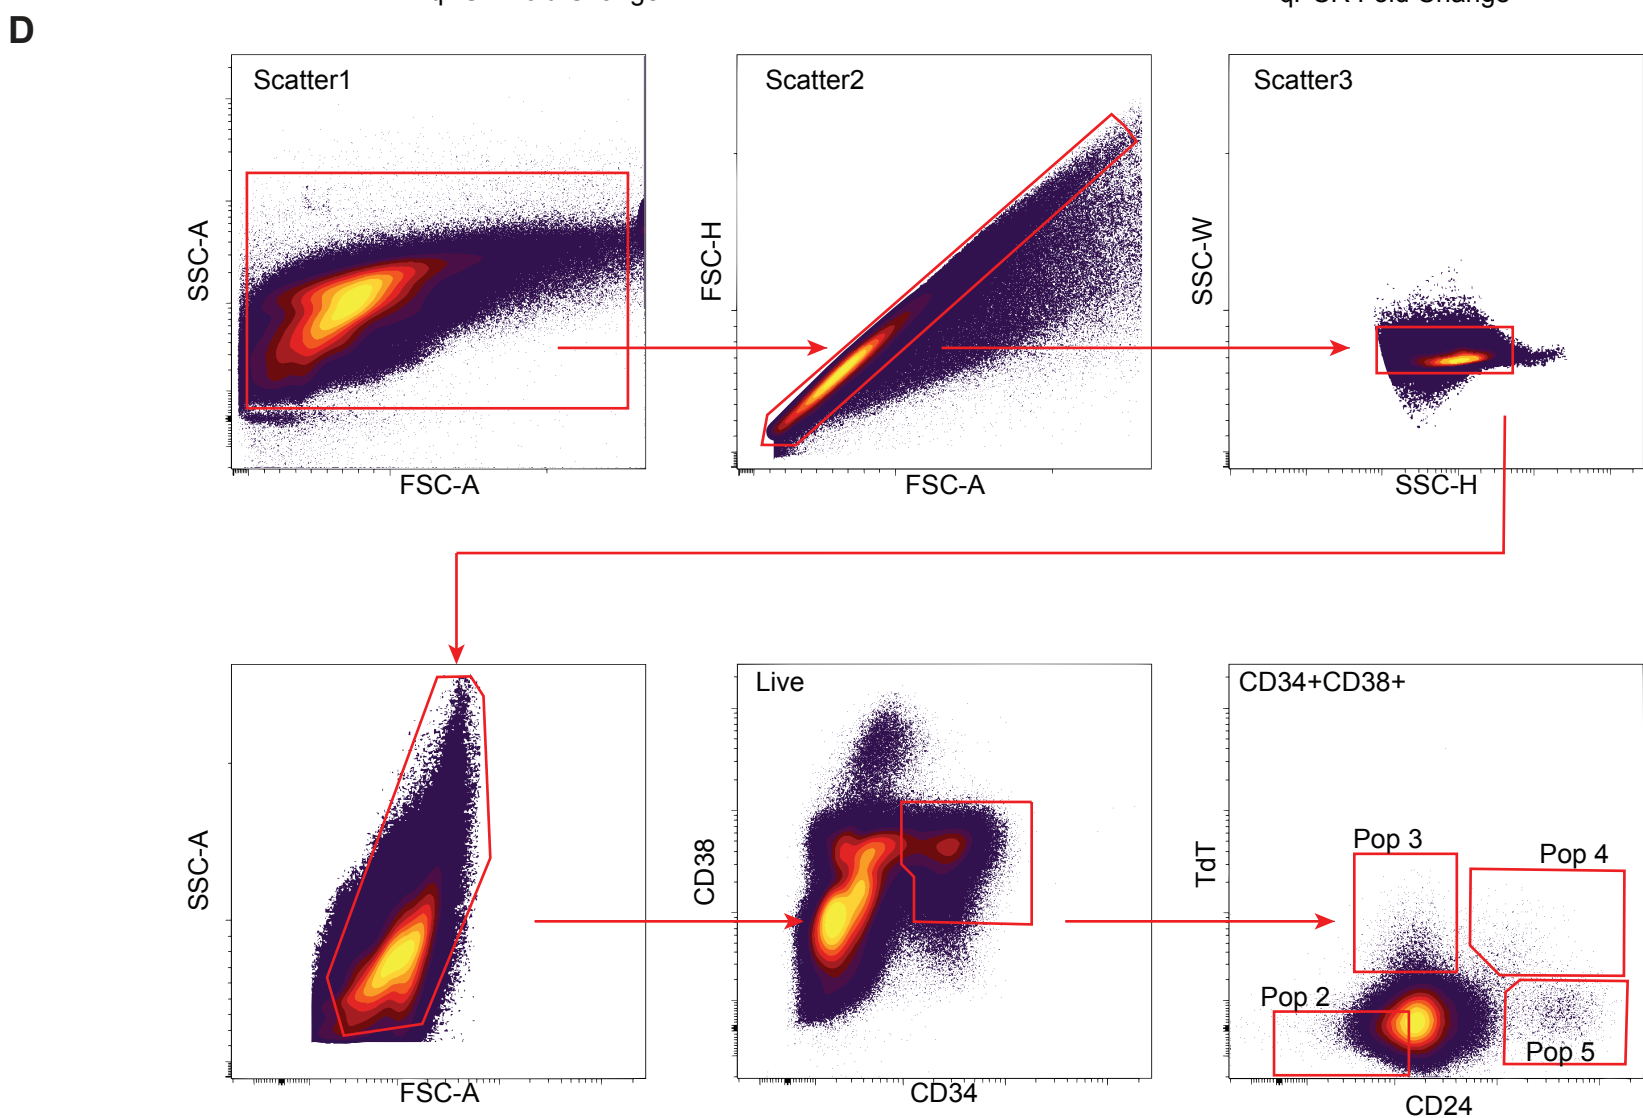 D
Scatter1
Scatter2
Scatter3
SSC-A
FSC-H
SSC-W
FSC-A
FSC-A
SSC-H
Live
CD34+CD38+
SSC-A
CD38
TdT
Pop 3
Pop 4
Pop 2
Pop 5
FSC-A
CD34
CD24